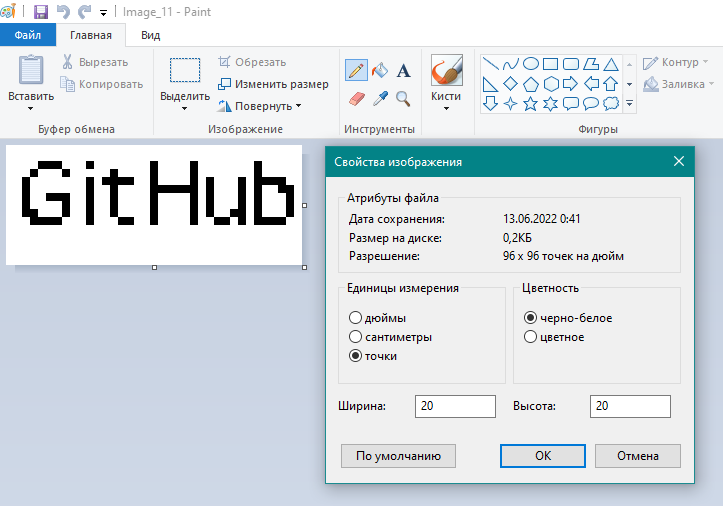 Image_11 - Paint
Файл Главная Вид
Вставить
Вырезать
Копировать
Буфер обмена
Выделить
Обрезать
Изменить размер
Повернуть
Изображение
A
Инструменты
Кисти
Контур
Заливка
Фигуры
GitHub
Свойства изображения
Атрибуты файла
Дата сохранения: 13.06.2022 0:41
Размер на диске: 0,2КБ
Разрешение: 96 x 96 точек на дюйм
Единицы измерения
дюймы
сантиметры
точки
Цветность
черно-белое
цветное
Ширина: 20 Высота: 20
По умолчанию OK Отмена